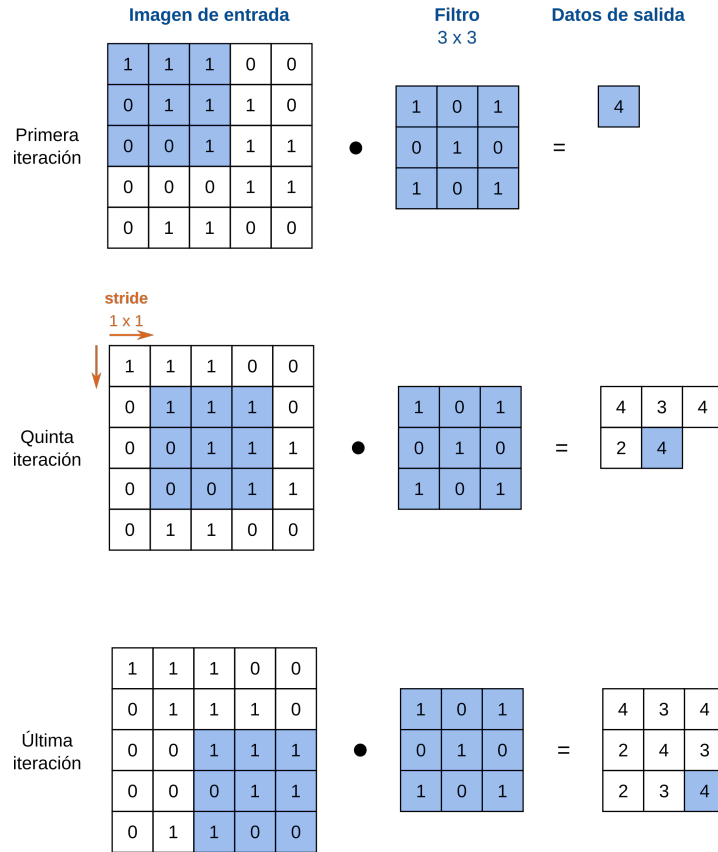 Imagen de entrada
Filtro
3 x 3
Datos de salida
Primera
iteración
1 1 1 0 0
0 1 1 1 0
0 0 1 1 1
0 0 0 1 1
0 1 1 0 0
●
1 0 1
0 1 0
1 0 1
=
4
stride
1 x 1
Quinta
iteración
1 1 1 0 0
0 1 1 1 0
0 0 1 1 1
0 0 0 1 1
0 1 1 0 0
●
1 0 1
0 1 0
1 0 1
=
4 3 4
2 4
Última
iteración
1 1 1 0 0
0 1 1 1 0
0 0 1 1 1
0 0 0 1 1
0 1 1 0 0
●
1 0 1
0 1 0
1 0 1
=
4 3 4
2 4 3
2 3 4